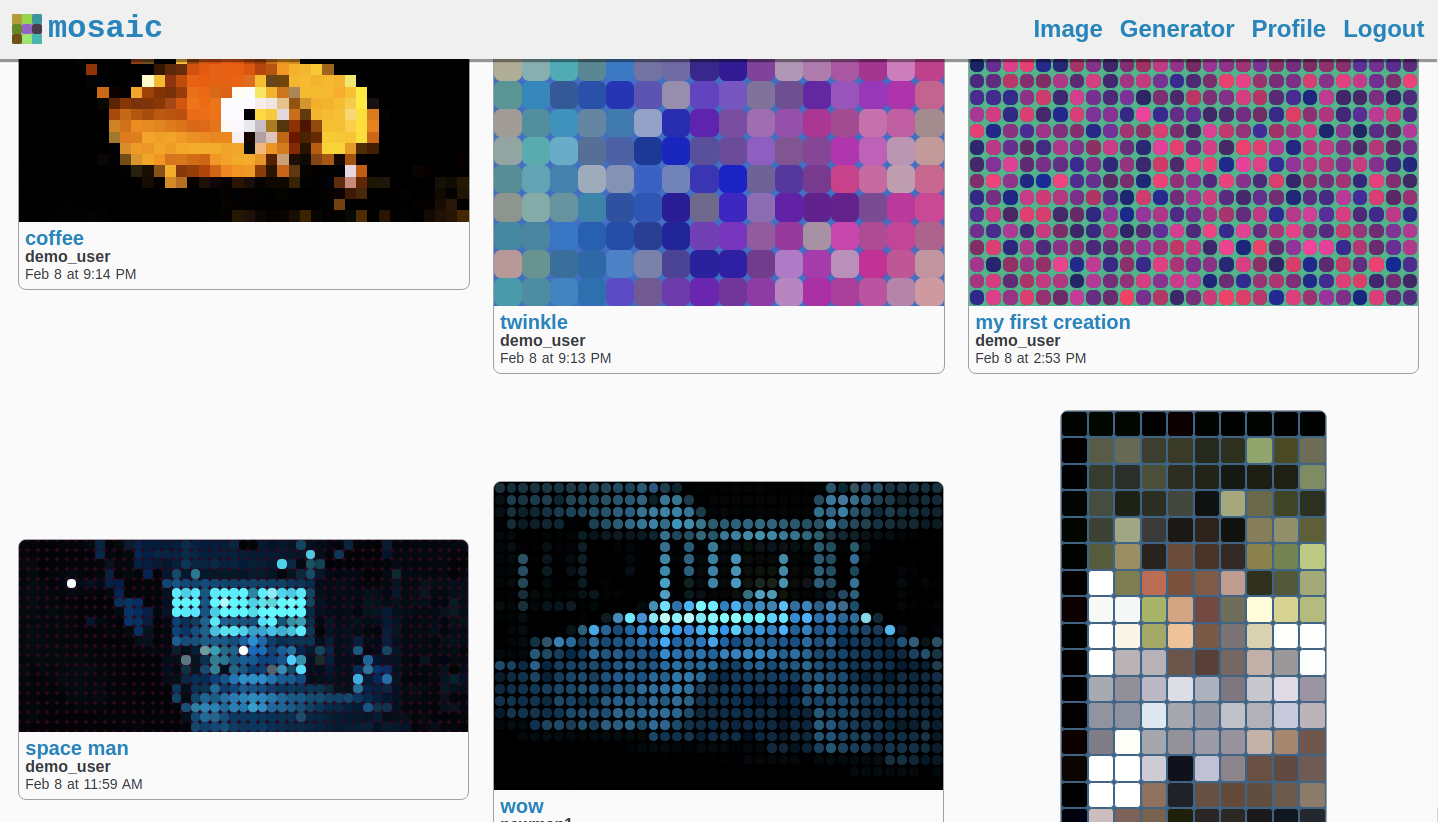 mosaic
Image Generator Profile Logout
coffee
demo_user
Feb 8 at 9:14 PM
twinkle
demo_user
Feb 8 at 9:13 PM
my first creation
demo_user
Feb 8 at 2:53 PM
space man
demo_user
Feb 8 at 11:59 AM
wow